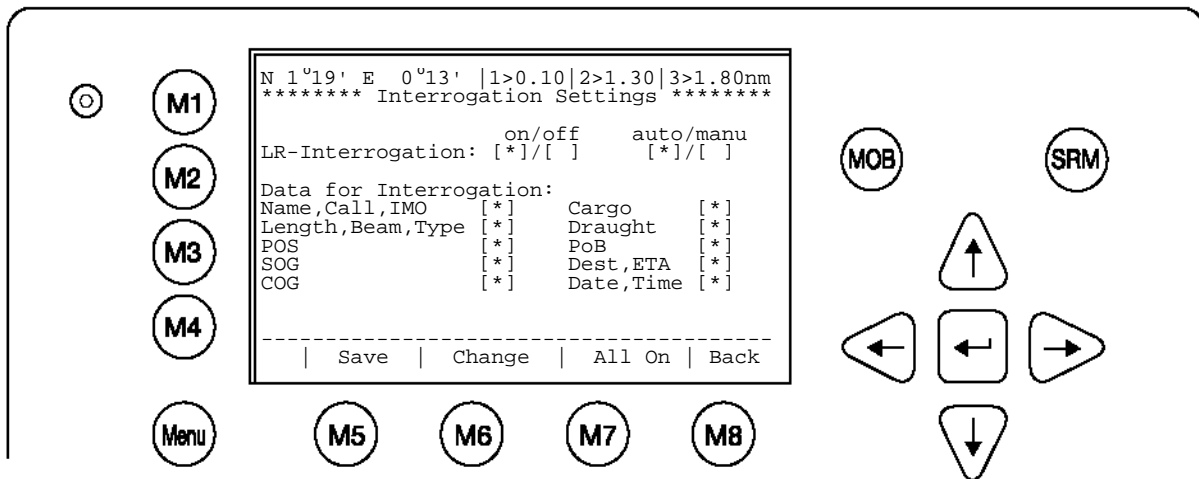 N 1°19' E 0°13' |1>0.10|2>1.30|3>1.80nm
******** Interrogation Settings ********
on/off auto/manu
LR-Interrogation: [*]/[ ] [*]/[ ]
Data for Interrogation:
Name,Call,IMO [*] Cargo [*]
Length,Beam,Type [*] Draught [*]
POS [*] PoB [*]
SOG [*] Dest,ETA [*]
COG [*] Date,Time [*]
----------------------------------------
| Save | Change | All On | Back
M1
M2
M3
M4
Menu
M5
M6
M7
M8
MOB
SRM